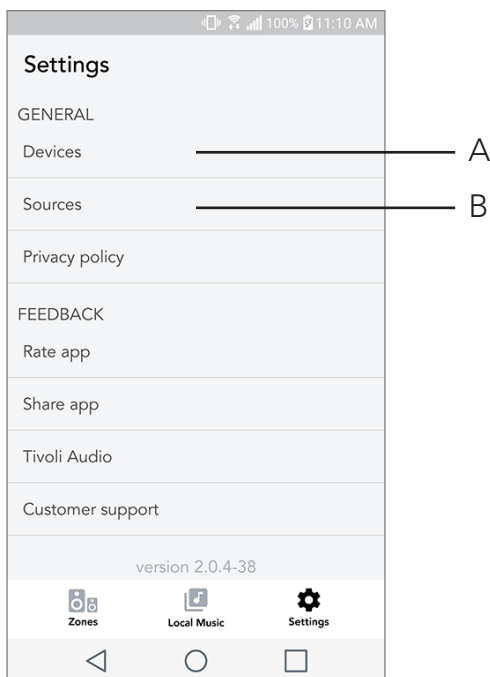 100% 11:10 AM
Settings
GENERAL
Devices
A
Sources
B
Privacy policy
FEEDBACK
Rate app
Share app
Tivoli Audio
Customer support
version 2.0.4-38
Zones
Local Music
Settings